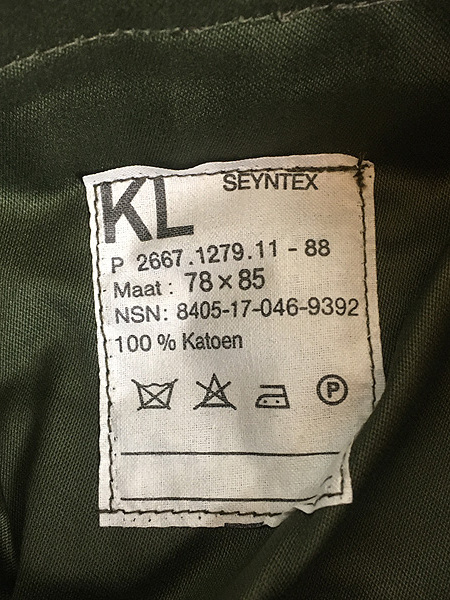 KL SEYNTEX
P 2667.1279.11 - 88
Maat : 78 × 85
NSN: 8405-17-046-9392
100 % Katoen
P